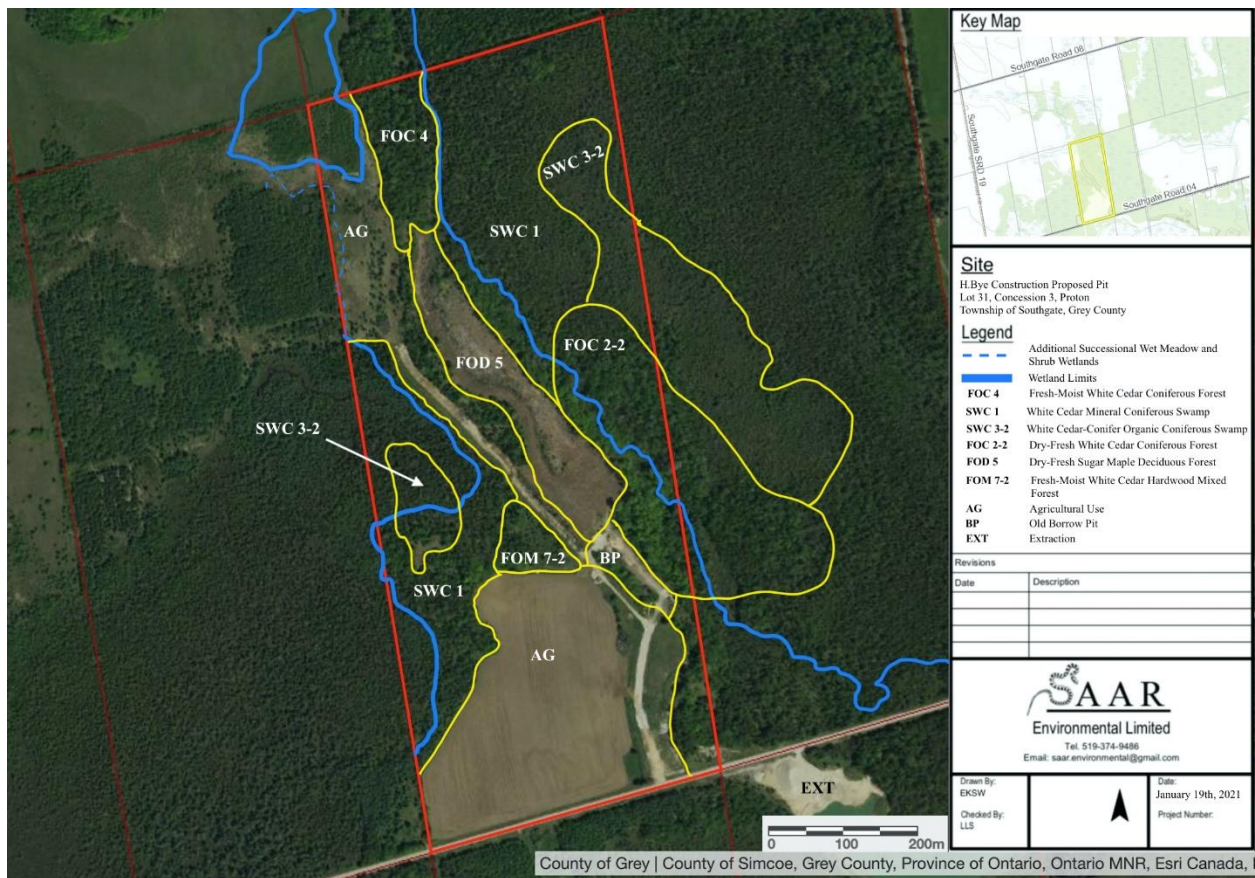 FOC 4
SWC 3-2
AG
SWC 1
FOD 5
FOC 2-2
SWC 3-2
FOM 7-2
BP
SWC 1
AG
EXT
0 100 200m
County of Grey | County of Simcoe, Grey County, Province of Ontario, Ontario MNR, Esri Canada,
Key Map
Southgate Road 08
Southgate SRD 19
Southgate Road 04
Site
H.Bye Construction Proposed Pit
Lot 31, Concession 3, Proton
Township of Southgate, Grey County
Legend
Additional Successional Wet Meadow and
Shrub Wetlands
Wetland Limits
FOC 4 Fresh-Moist White Cedar Coniferous Forest
SWC 1 White Cedar Mineral Coniferous Swamp
SWC 3-2 White Cedar-Conifer Organic Coniferous Swamp
FOC 2-2 Dry-Fresh White Cedar Coniferous Forest
FOD 5 Dry-Fresh Sugar Maple Deciduous Forest
FOM 7-2 Fresh-Moist White Cedar Hardwood Mixed
Forest
AG Agricultural Use
BP Old Borrow Pit
EXT Extraction
Revisions
Date Description
SAAR
Environmental Limited
Tel. 519-374-9486
Email: saar.environmental@gmail.com
Drawn By:
EKSW
Checked By:
LLS
Date:
January 19th, 2021
Project Number: